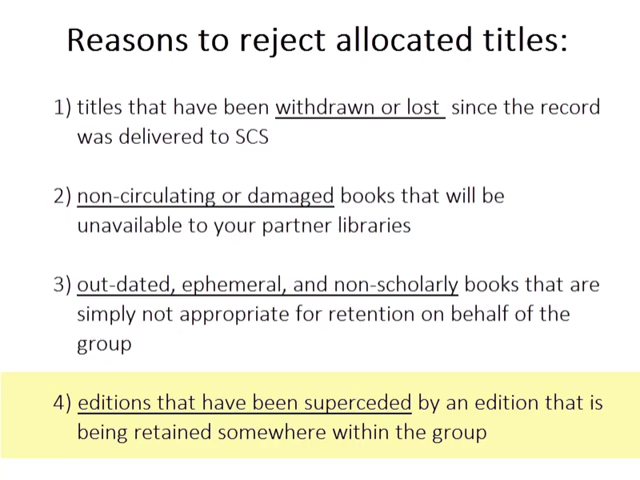 Reasons to reject allocated titles:
1) titles that have been withdrawn or lost since the record
was delivered to SCS
2) non-circulating or damaged books that will be
unavailable to your partner libraries
3) out-dated, ephemeral, and non-scholarly books that are
simply not appropriate for retention on behalf of the
group
4) editions that have been superceded by an edition that is
being retained somewhere within the group